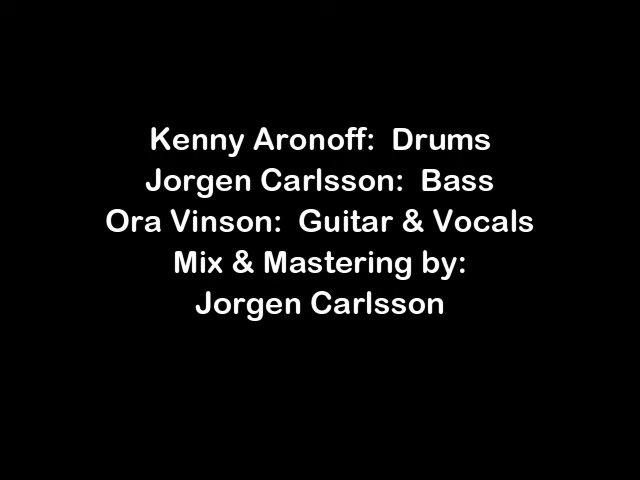 Kenny Aronoff:  Drums
Jorgen Carlsson:  Bass
Ora Vinson:  Guitar & Vocals
Mix & Mastering by:
Jorgen Carlsson